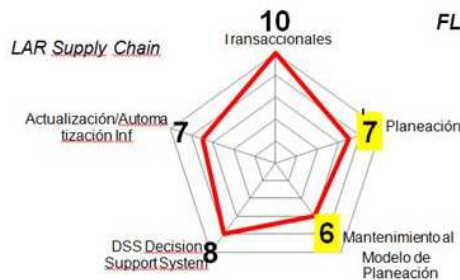 10
Transaccionales
FL
LAR Supply Chain
Actualización/Automa
tización Inf
7
7
Planeación
6
Mantenimiento al
Modelo de
Planeación
DSS Decision
Support System
8